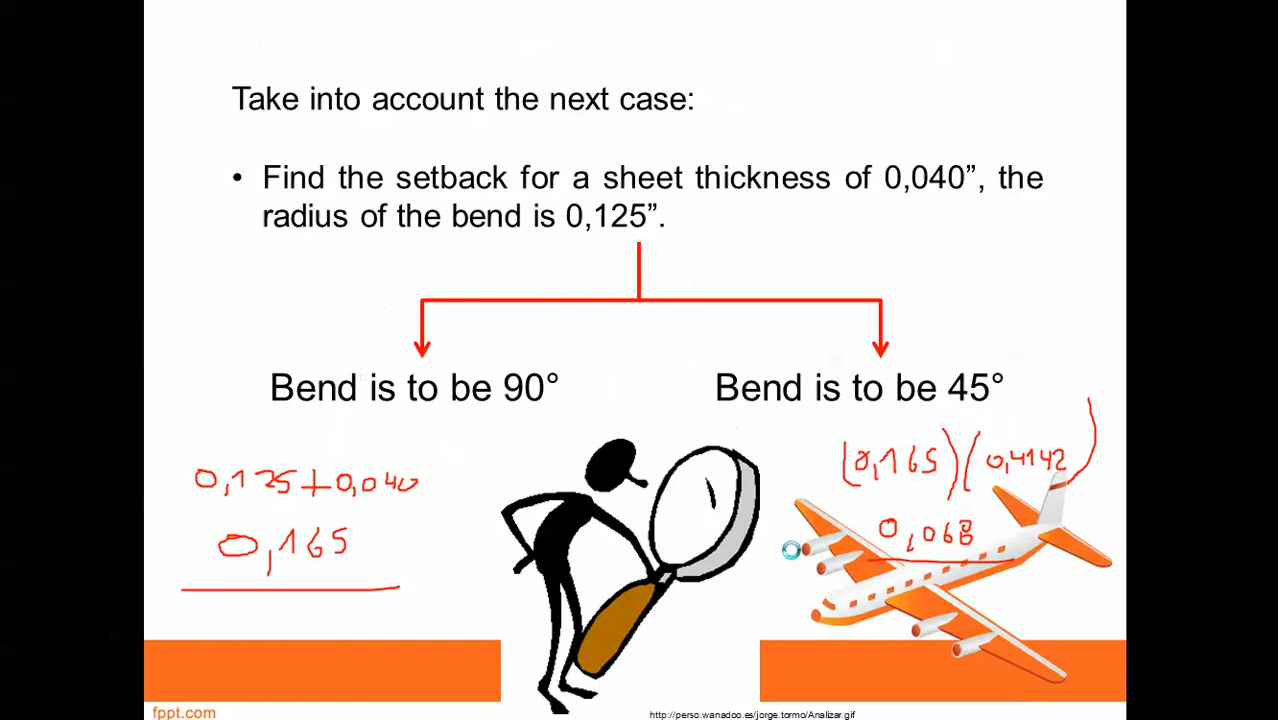 Take into account the next case:
• Find the setback for a sheet thickness of 0,040”, the
radius of the bend is 0,125”.
Bend is to be 90°
Bend is to be 45°
0,125+0,040
0,165
(0,165)(0,4142)
0,068
fppt.com
http://perso.wanadoo.es/jorge.tormo/Analizar.gif